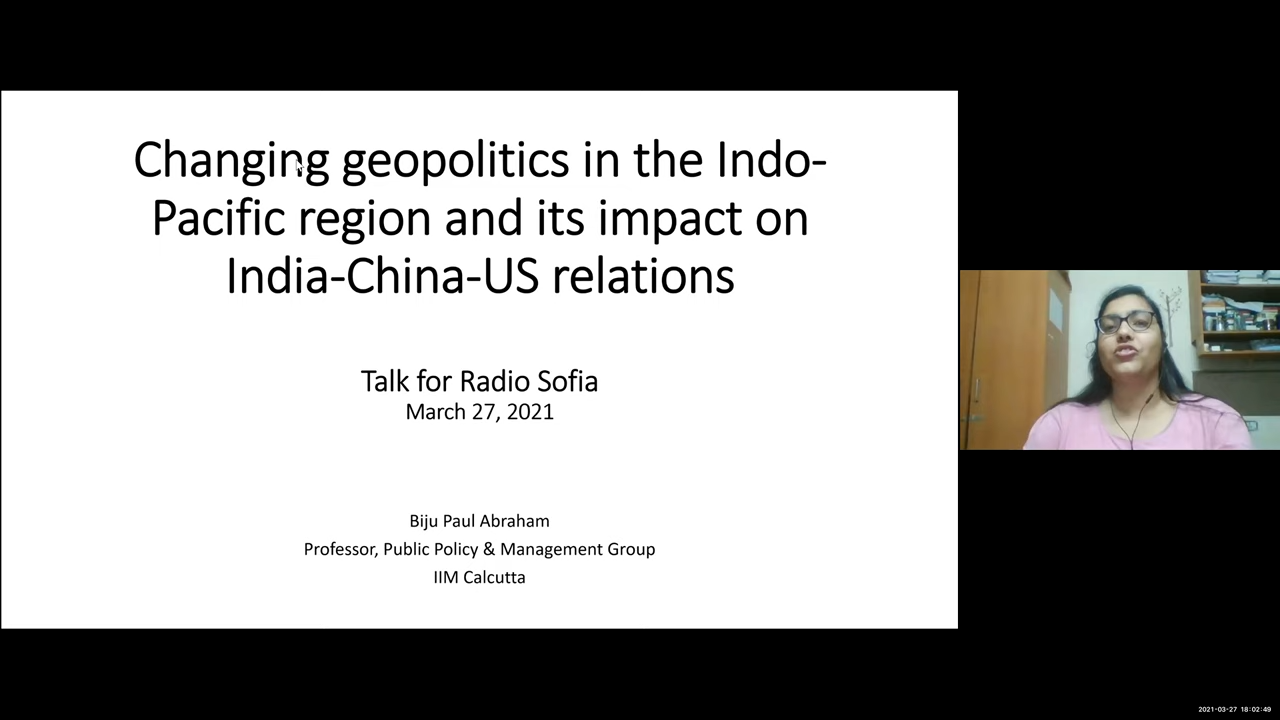 Changing geopolitics in the Indo-
Pacific region and its impact on
India-China-US relations
Talk for Radio Sofia
March 27, 2021
Biju Paul Abraham
Professor, Public Policy & Management Group
IIM Calcutta
2021-03-27 18:02:49